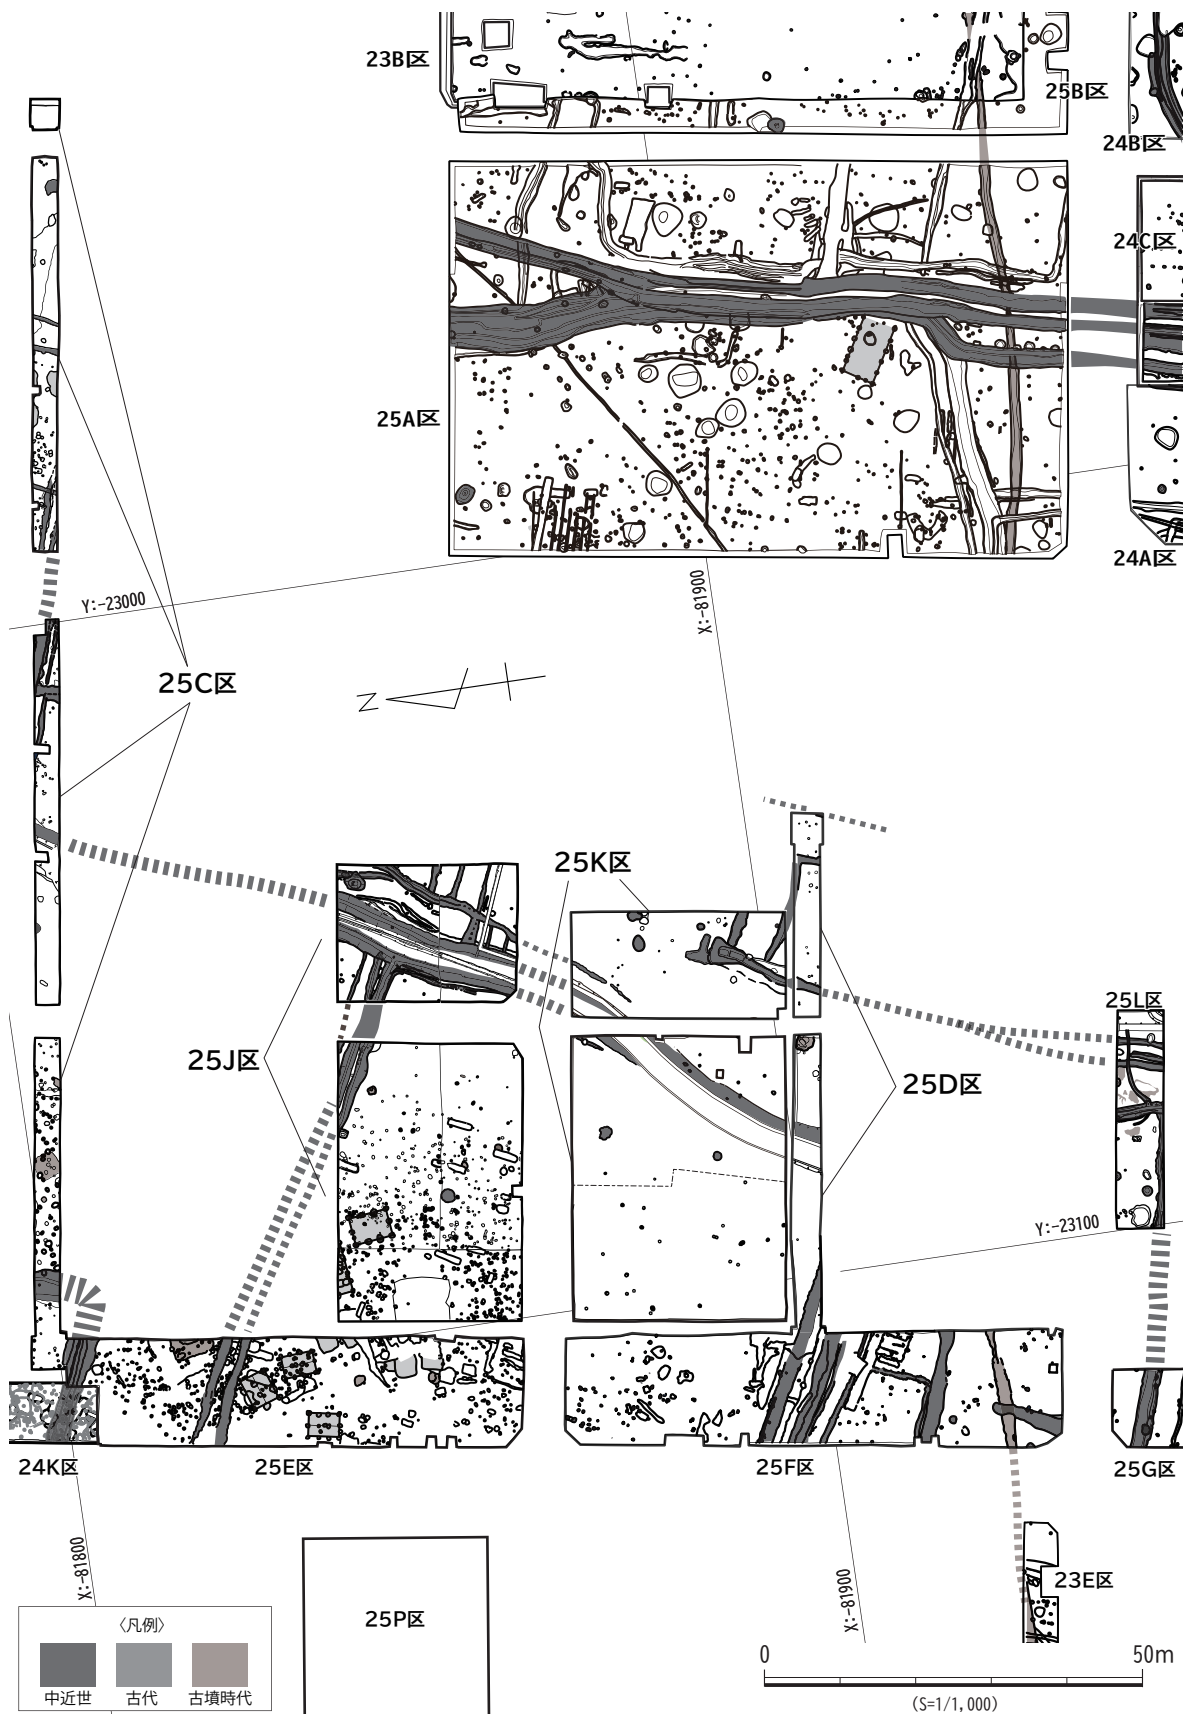 23B区
25B区
24B区
24C区
25A区
24A区
Y:-23000
X:-81900
25C区
N
25K区
25L区
25J区
25D区
Y:-23100
24K区
25E区
25F区
25G区
X:-81800
X:-81900
23E区
25P区
〈凡例〉
中近世
古代
古墳時代
0
50m
(S=1/1,000)